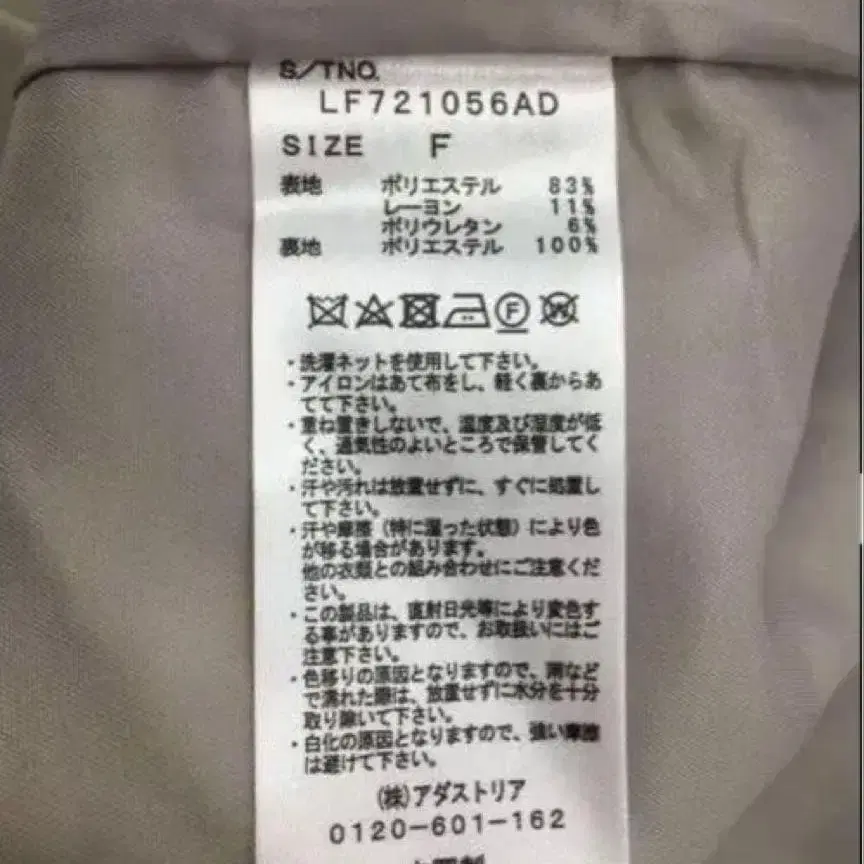 S/TNO.
LF721056AD
SIZE F
表地 ポリエステル 83%
レーヨン 11%
ポリウレタン 6%
裏地 ポリエステル 100%
F W
・洗濯ネットを使用して下さい。
・アイロンはあて布をし、軽く裏からあ
てて下さい。
・重ね置きしないで、温度及び湿度が低
く、通気性のよいところで保管してく
ださい。
・汗や汚れは放置せずに、すぐに処置し
て下さい。
・汗や摩擦（特に湿った状態）により色
が移る場合があります。
他の衣類との組み合わせにご注意くだ
さい。
・この製品は、直射日光等により変色す
る事がありますので、お取扱いにはご
注意下さい。
・色移りの原因となりますので、雨など
で濡れた際は、放置せずに水分を十分
取り除いて下さい。
・白化の原因となりますので、強い摩擦
は避けて下さい。
(株)アダストリア
0120-601-162